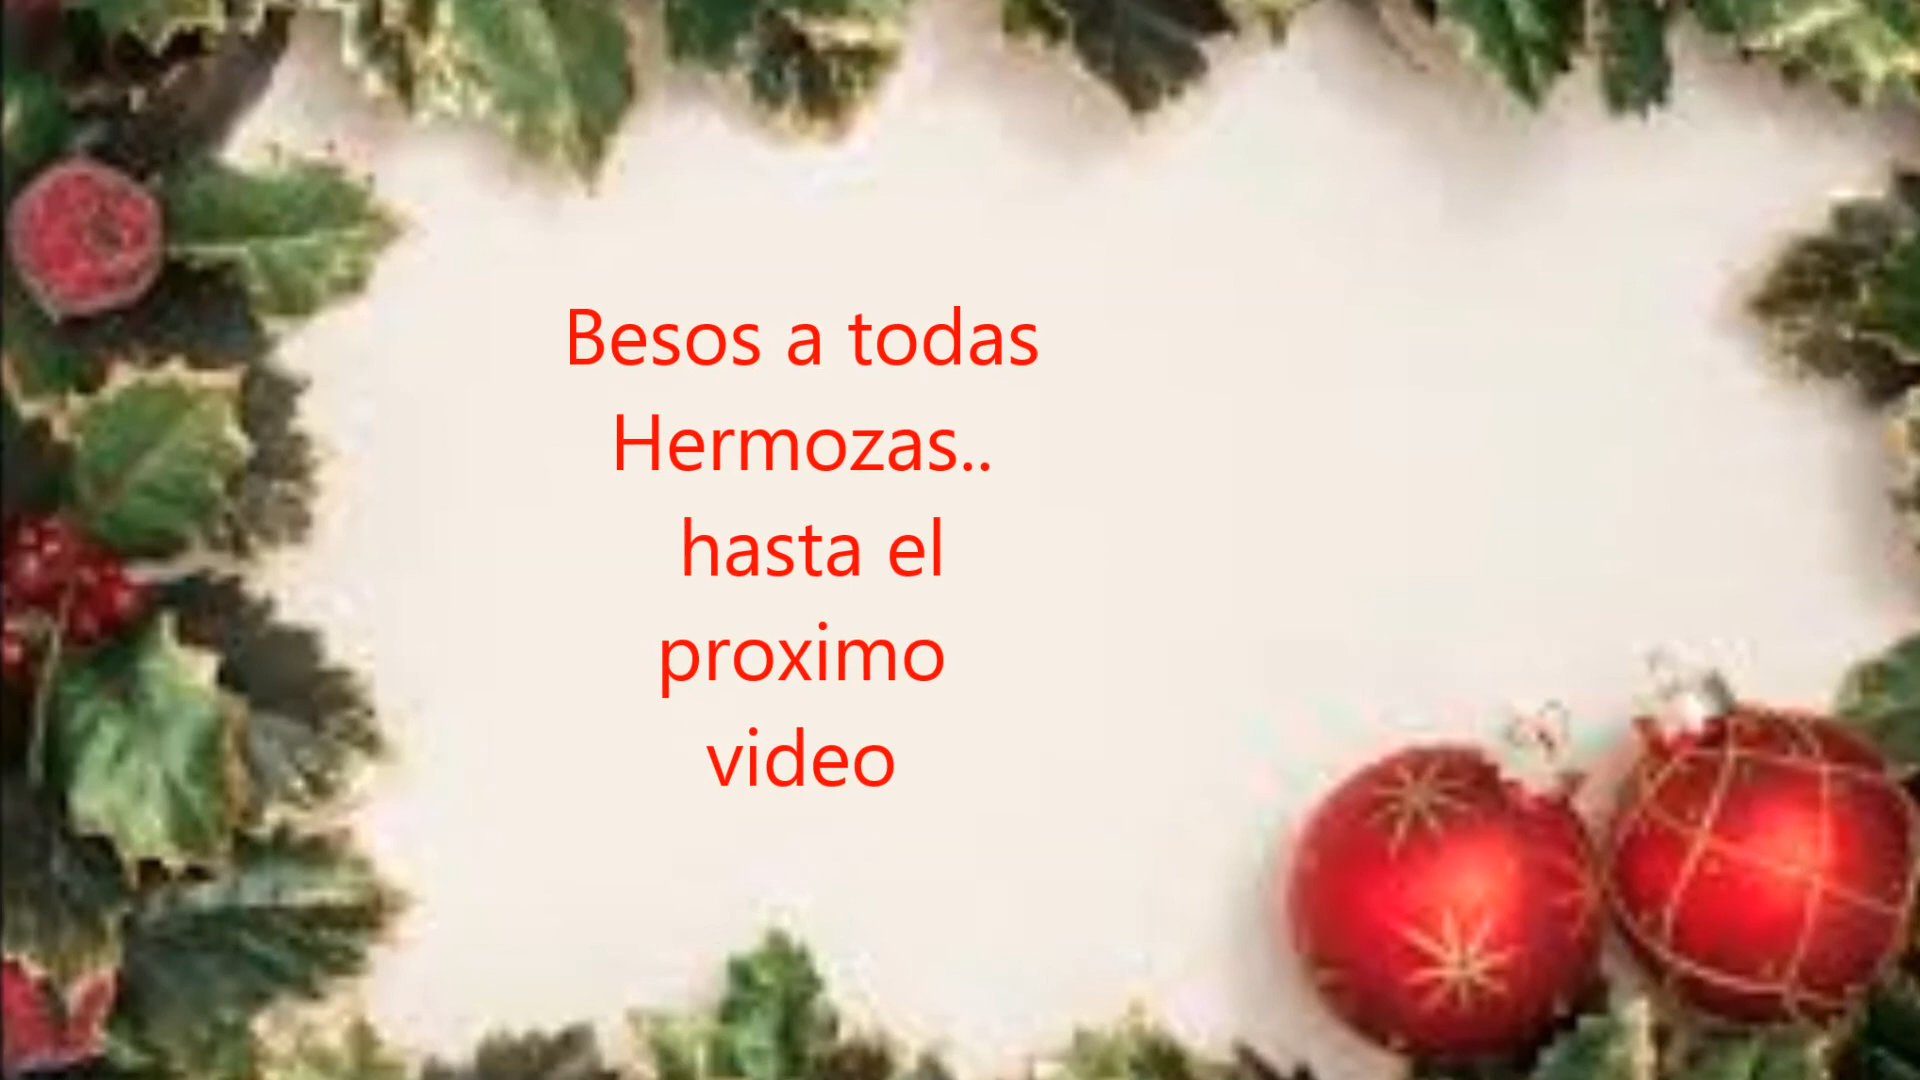 Besos a todas
Hermozas..
hasta el
proximo
video